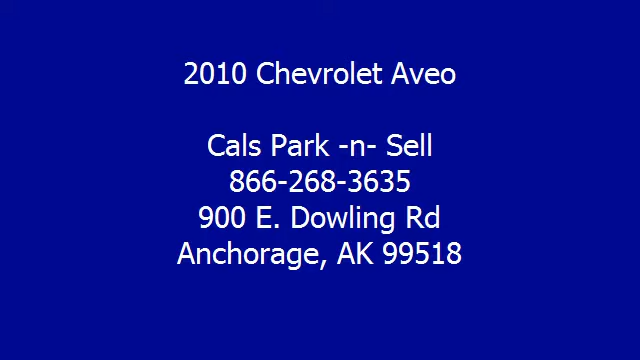 2010 Chevrolet Aveo
Cals Park -n- Sell
866-268-3635
900 E. Dowling Rd
Anchorage, AK 99518